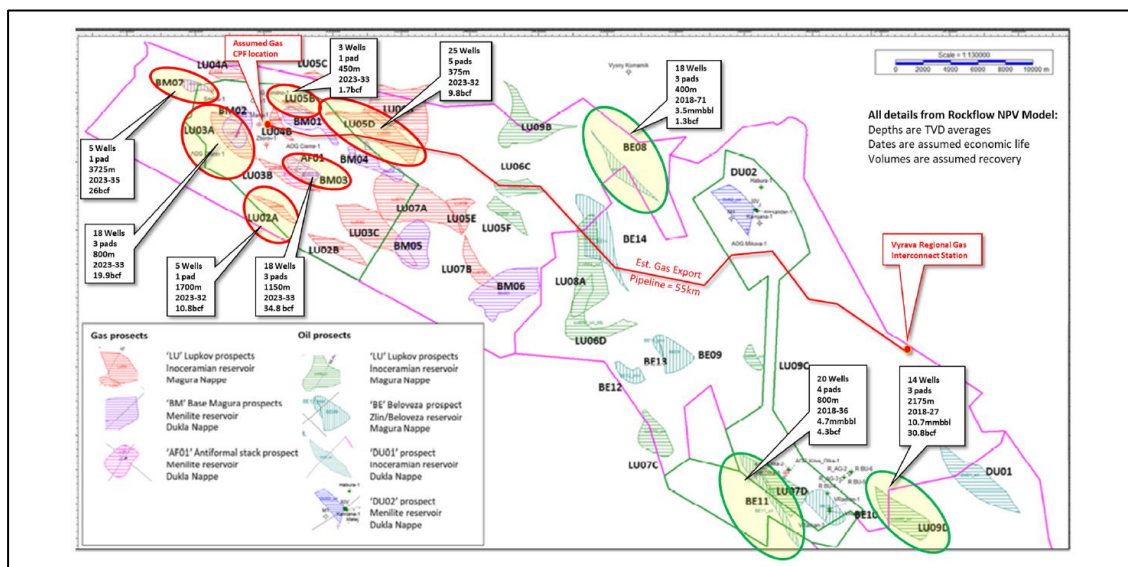 Assumed Gas
CPF location
3 Wells
1 pad
450m
2023-33
1.7bcf
25 Wells
5 pads
375m
2023-32
9.8bcf
18 Wells
3 pads
400m
2018-71
3.5mmbbl
1.3bcf
Scale = 1:130000
0 2000 4000 6000 8000 10000 m
All details from Rockflow NPV Model:
Depths are TVD averages
Dates are assumed economic life
Volumes are assumed recovery
LU04A
LU05C
BM07
LU05B
BM02
BM01
LU03A
LU04B
LU05D
BM04
AF01
LU03B
BM03
LU02A
LU02B
LU03C
LU07A
BM05
LU05E
LU05F
LU07B
BM06
LU09B
LU06C
Vysny Komarnik
BE08
BE14
LU08A
LU06D
DU02
Habura-1
AOG Mikova-1
BE13
BE09
BE12
LU09C
LU07C
BE11
LU07D
BE10
LU09D
DU01
Est. Gas Export
Pipeline = 55km
Vyrava Regional Gas
Interconnect Station
5 Wells
1 pad
3725m
2023-35
26bcf
18 Wells
3 pads
800m
2023-33
19.9bcf
5 Wells
1 pad
1700m
2023-32
10.8bcf
18 Wells
3 pads
1150m
2023-33
34.8 bcf
20 Wells
4 pads
800m
2018-36
4.7mmbbl
4.3bcf
14 Wells
3 pads
2175m
2018-27
10.7mmbbl
30.8bcf
Gas prospects
'LU' Lupkov prospects
Inoceramian reservoir
Magura Nappe
'BM' Base Magura prospects
Menilite reservoir
Dukla Nappe
'AF01' Antiformal stack prospect
Menilite reservoir
Dukla Nappe
Oil prospects
'LU' Lupkov prospects
Inoceramian reservoir
Magura Nappe
'BE' Beloveza prospect
Zlin/Beloveza reservoir
Magura Nappe
'DU01' prospect
Inoceramian reservoir
Dukla Nappe
'DU02' prospect
Menilite reservoir
Dukla Nappe